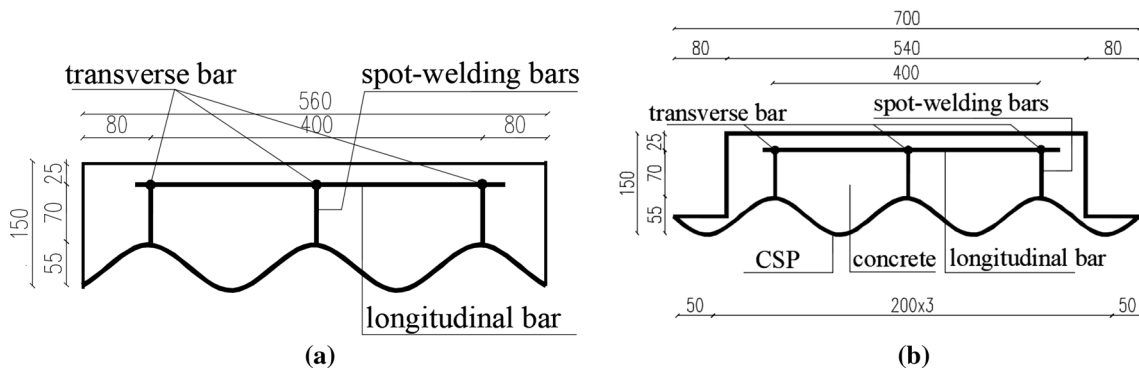 transverse bar
spot-welding bars
560
80
400
80
150
25
70
55
longitudinal bar
(a)
700
80
540
80
400
transverse bar
spot-welding bars
150
25
70
55
CSP
concrete
longitudinal bar
50
200x3
50
(b)